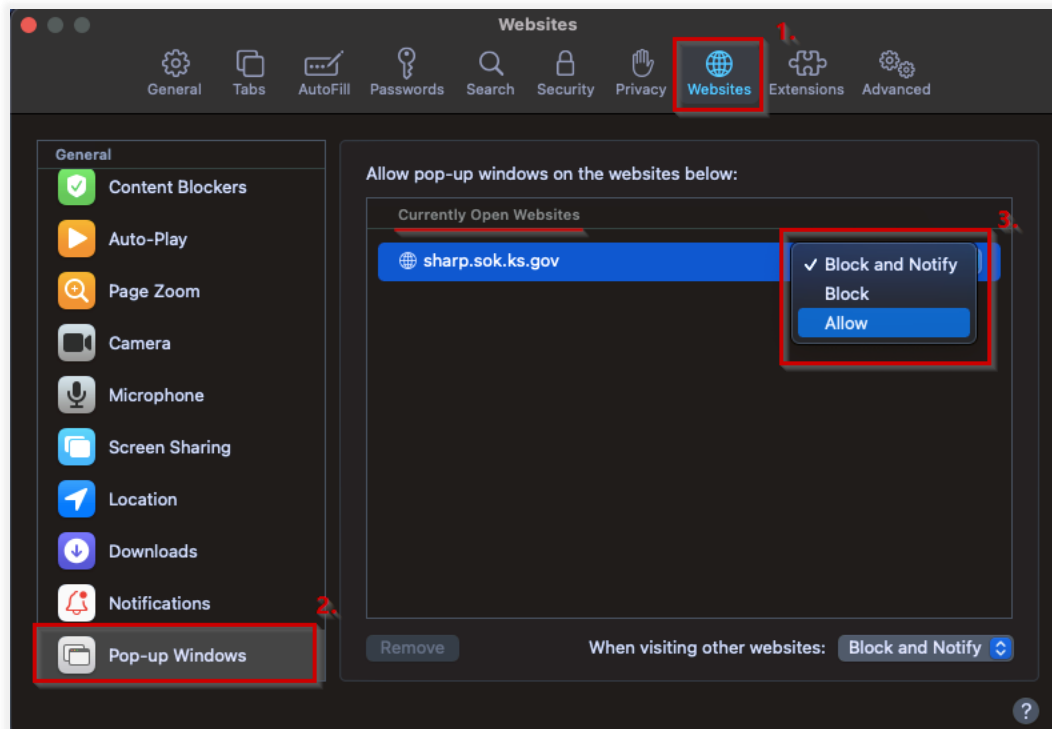 Websites
1.
General Tabs AutoFill Passwords Search Security Privacy Websites Extensions Advanced
General
Content Blockers
Auto-Play
Page Zoom
Camera
Microphone
Screen Sharing
Location
Downloads
Notifications
2.
Pop-up Windows
Allow pop-up windows on the websites below:
Currently Open Websites
3.
sharp.sok.ks.gov
✓ Block and Notify
Block
Allow
Remove
When visiting other websites: Block and Notify
?